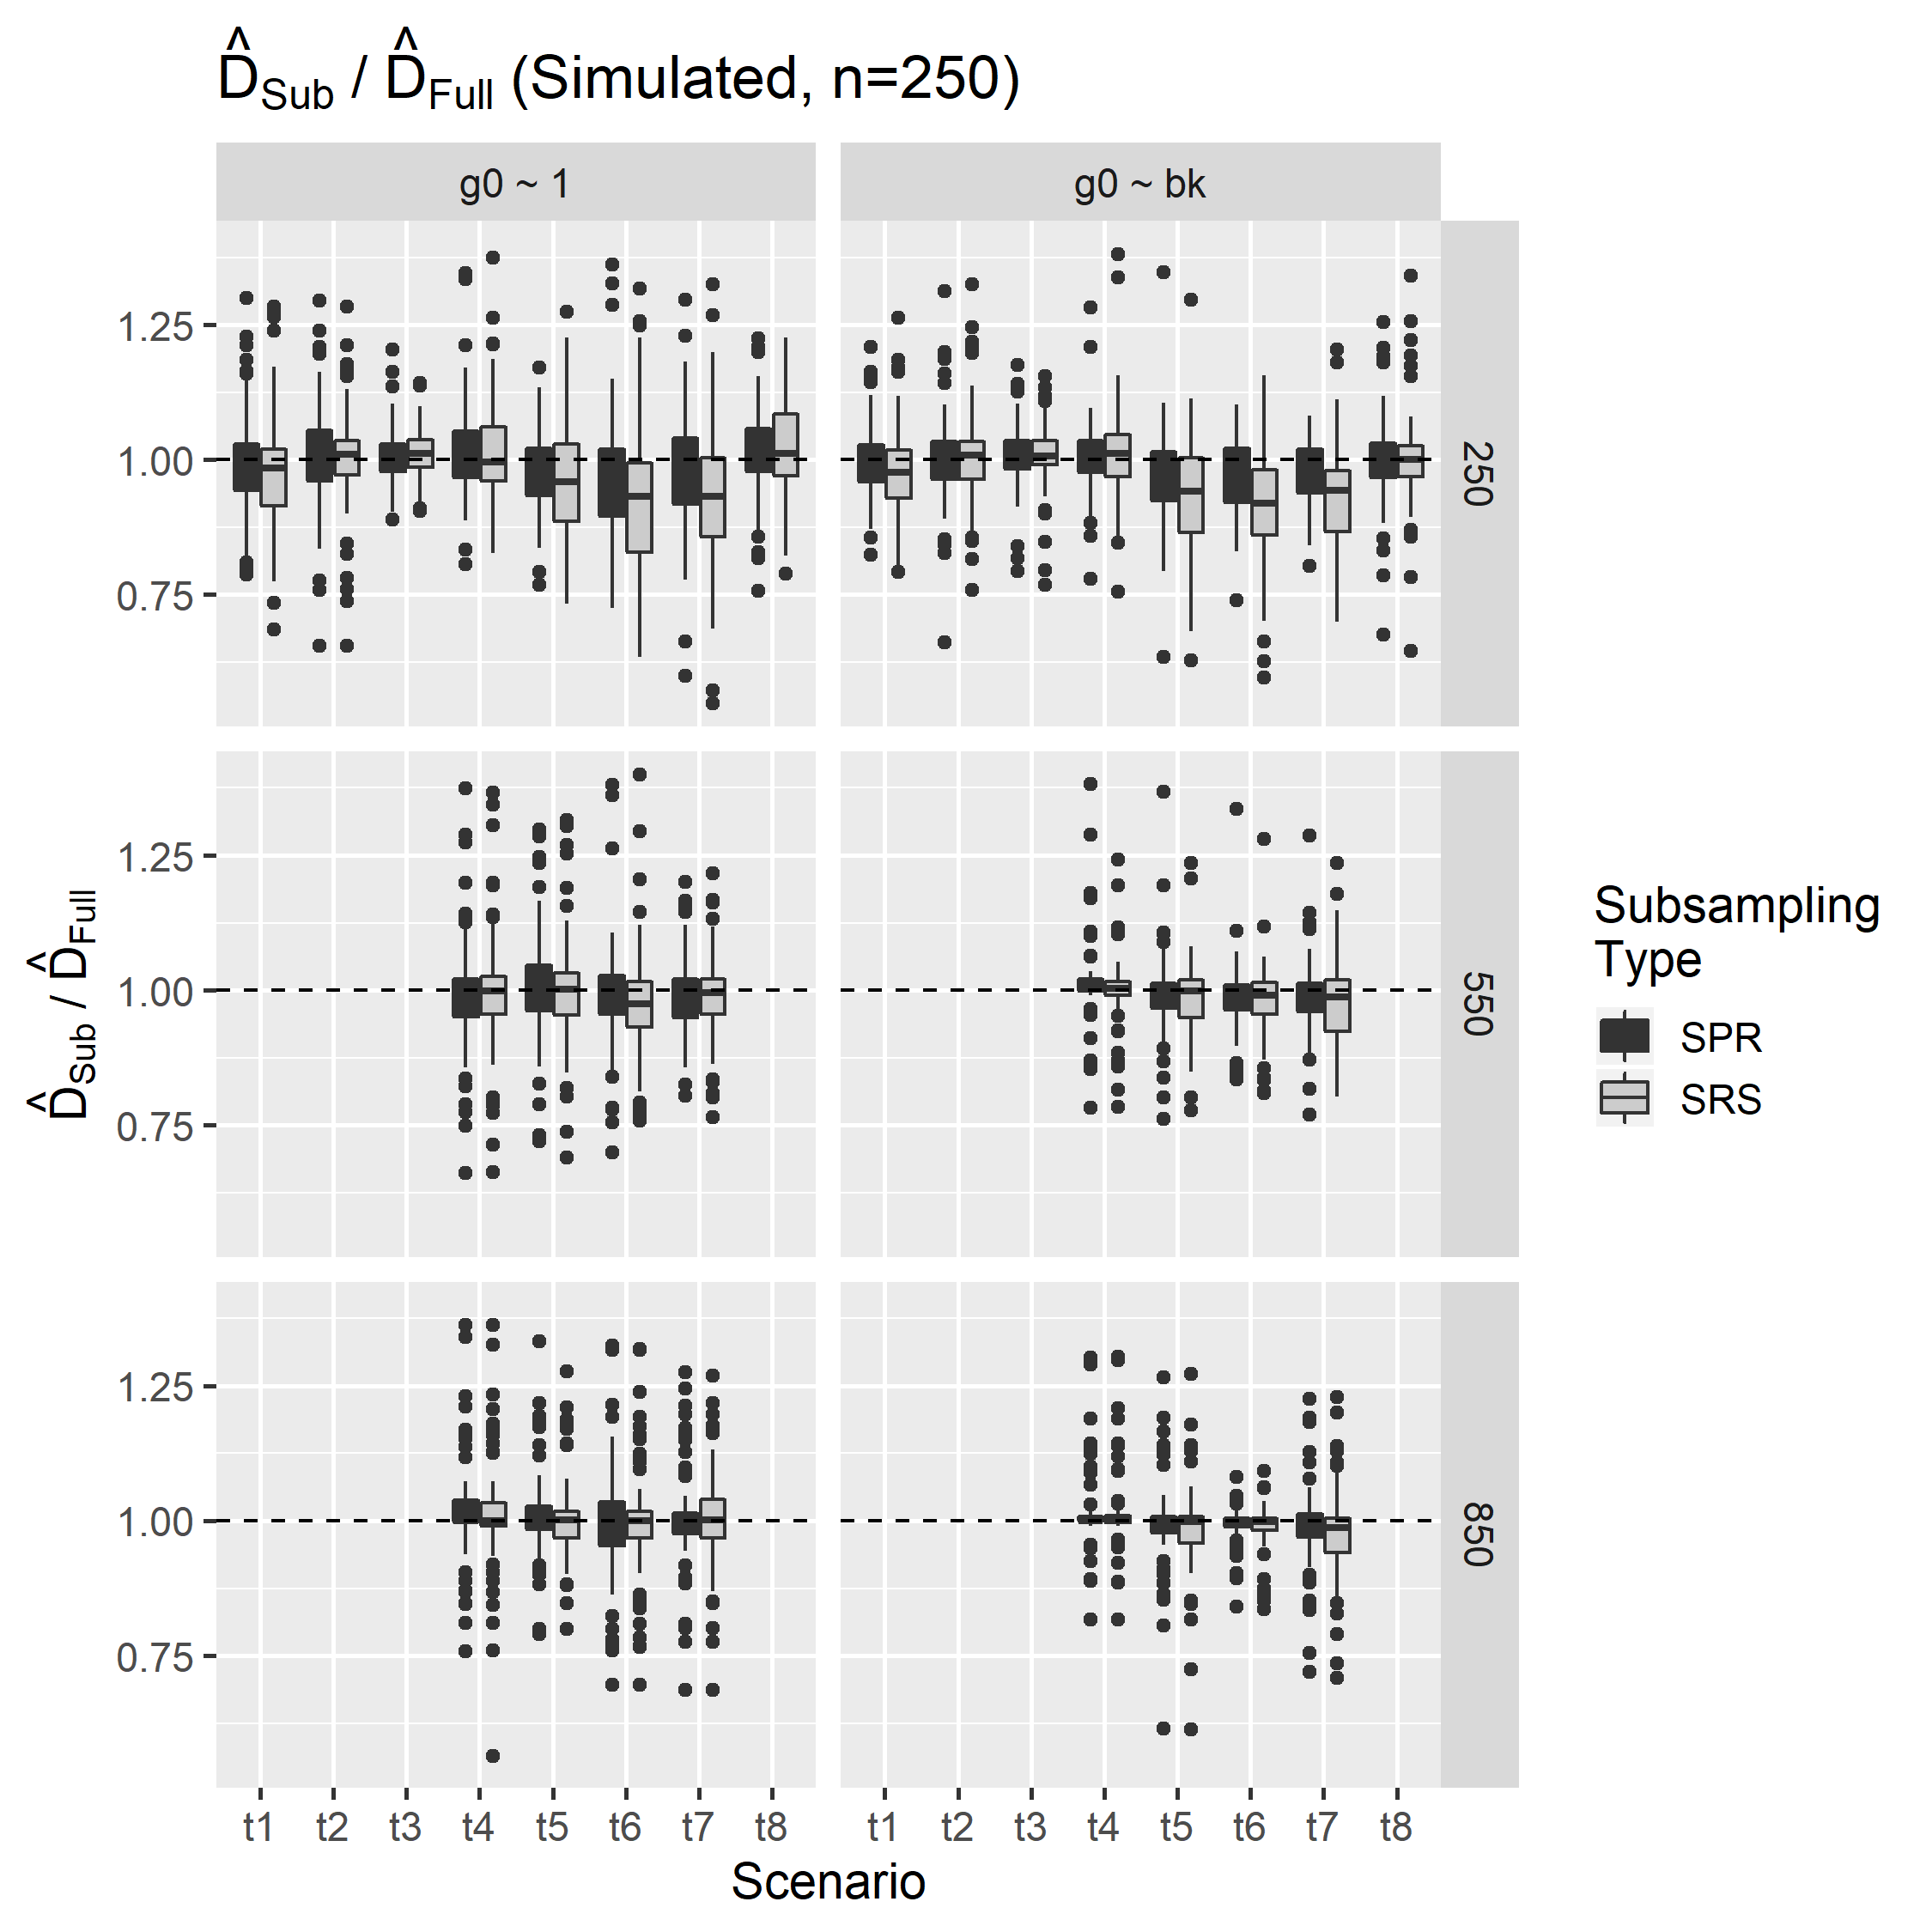 D̂Sub / D̂Full (Simulated, n=250)
g0 ~ 1
g0 ~ bk
1.25
1.00
0.75
250
1.25
1.00
0.75
550
1.25
1.00
0.75
850
D̂Sub / D̂Full
t1 t2 t3 t4 t5 t6 t7 t8
t1 t2 t3 t4 t5 t6 t7 t8
Scenario
Subsampling
Type
SPR
SRS